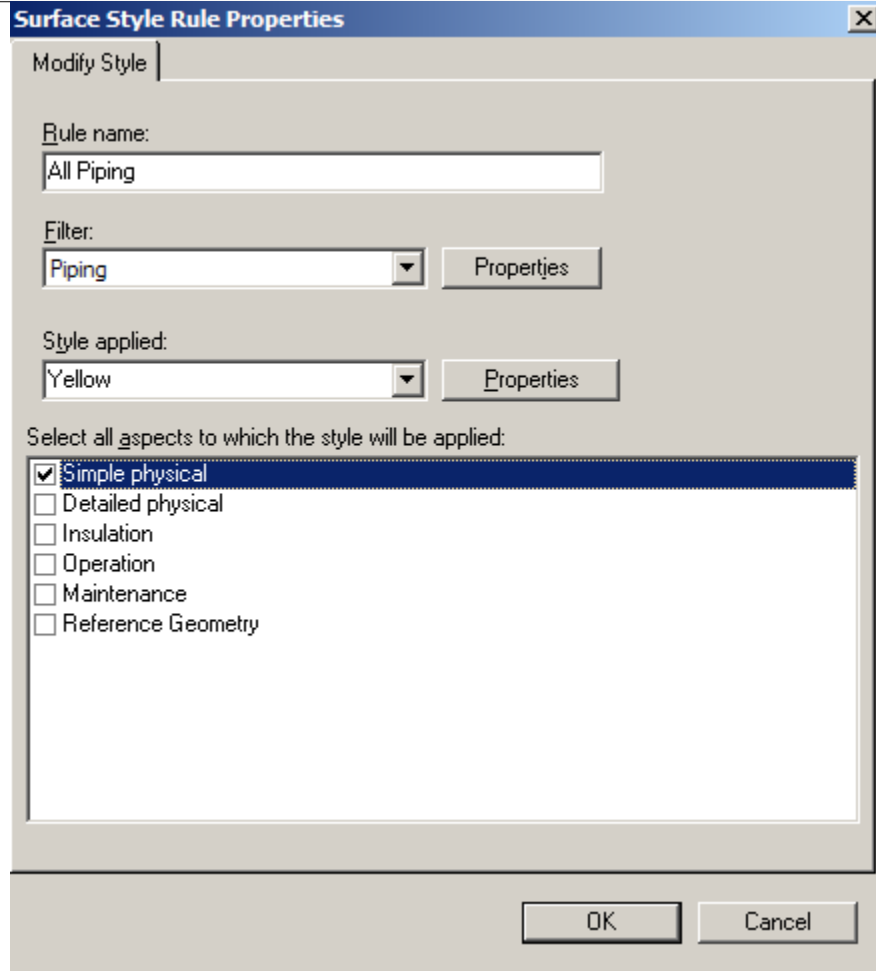 Surface Style Rule Properties
Modify Style
Rule name:
All Piping
Filter:
Piping
Properties
Style applied:
Yellow
Properties
Select all aspects to which the style will be applied:
Simple physical
Detailed physical
Insulation
Operation
Maintenance
Reference Geometry
OK Cancel